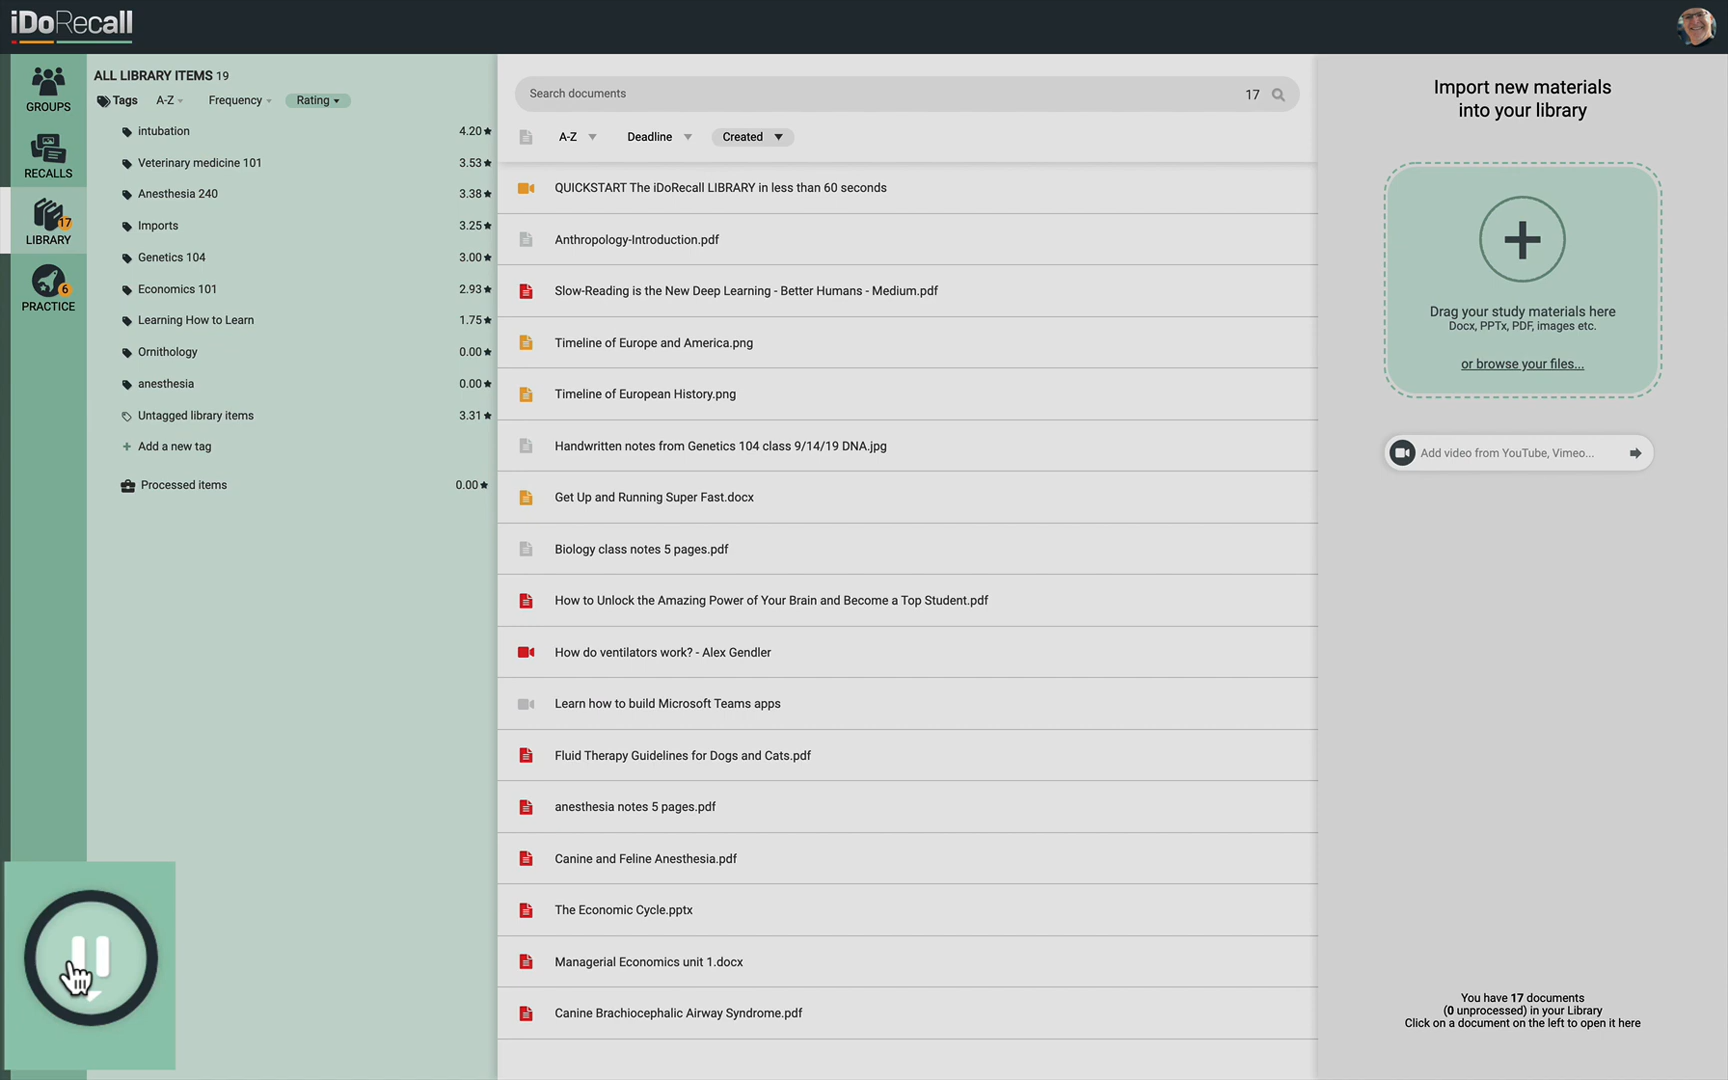 iDoRecall
GROUPS
RECALLS
17
LIBRARY
6
PRACTICE
ALL LIBRARY ITEMS 19
Tags A-Z Frequency Rating
intubation 4.20
Veterinary medicine 101 3.53
Anesthesia 240 3.38
Imports 3.25
Genetics 104 3.00
Economics 101 2.93
Learning How to Learn 1.75
Ornithology 0.00
anesthesia 0.00
Untagged library items 3.31
+ Add a new tag
Processed items 0.00
Search documents 17
A-Z Deadline Created
QUICKSTART The iDoRecall LIBRARY in less than 60 seconds
Anthropology-Introduction.pdf
Slow-Reading is the New Deep Learning - Better Humans - Medium.pdf
Timeline of Europe and America.png
Timeline of European History.png
Handwritten notes from Genetics 104 class 9/14/19 DNA.jpg
Get Up and Running Super Fast.docx
Biology class notes 5 pages.pdf
How to Unlock the Amazing Power of Your Brain and Become a Top Student.pdf
How do ventilators work? - Alex Gendler
Learn how to build Microsoft Teams apps
Fluid Therapy Guidelines for Dogs and Cats.pdf
anesthesia notes 5 pages.pdf
Canine and Feline Anesthesia.pdf
The Economic Cycle.pptx
Managerial Economics unit 1.docx
Canine Brachiocephalic Airway Syndrome.pdf
Import new materials
into your library
Drag your study materials here
Docx, PPTx, PDF, images etc.
or browse your files...
Add video from YouTube, Vimeo...
You have 17 documents
(0 unprocessed) in your Library
Click on a document on the left to open it here